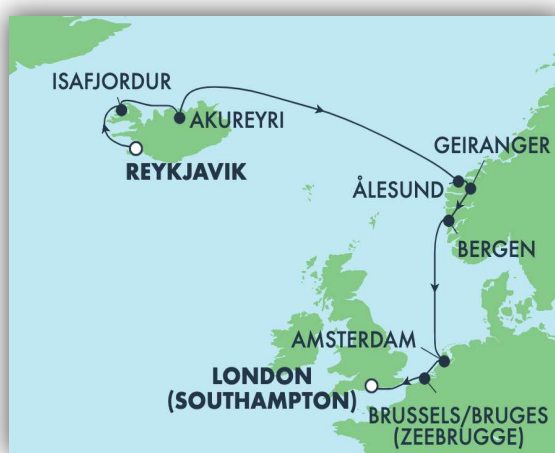 ISAFJORDUR
AKUREYRI
REYKJAVIK
GEIRANGER
ÅLESUND
BERGEN
AMSTERDAM
LONDON
(SOUTHAMPTON)
BRUSSELS/BRUGES
(ZEEBRUGGE)